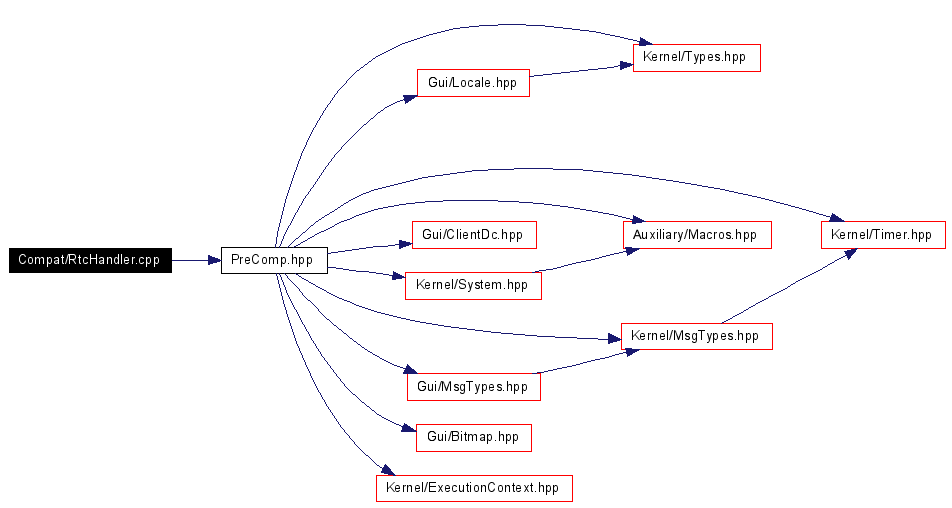 Kernel/Types.hpp
Gui/Locale.hpp
Gui/ClientDc.hpp
Auxiliary/Macros.hpp
Kernel/Timer.hpp
Compat/RtcHandler.cpp
PreComp.hpp
Kernel/System.hpp
Kernel/MsgTypes.hpp
Gui/MsgTypes.hpp
Gui/Bitmap.hpp
Kernel/ExecutionContext.hpp